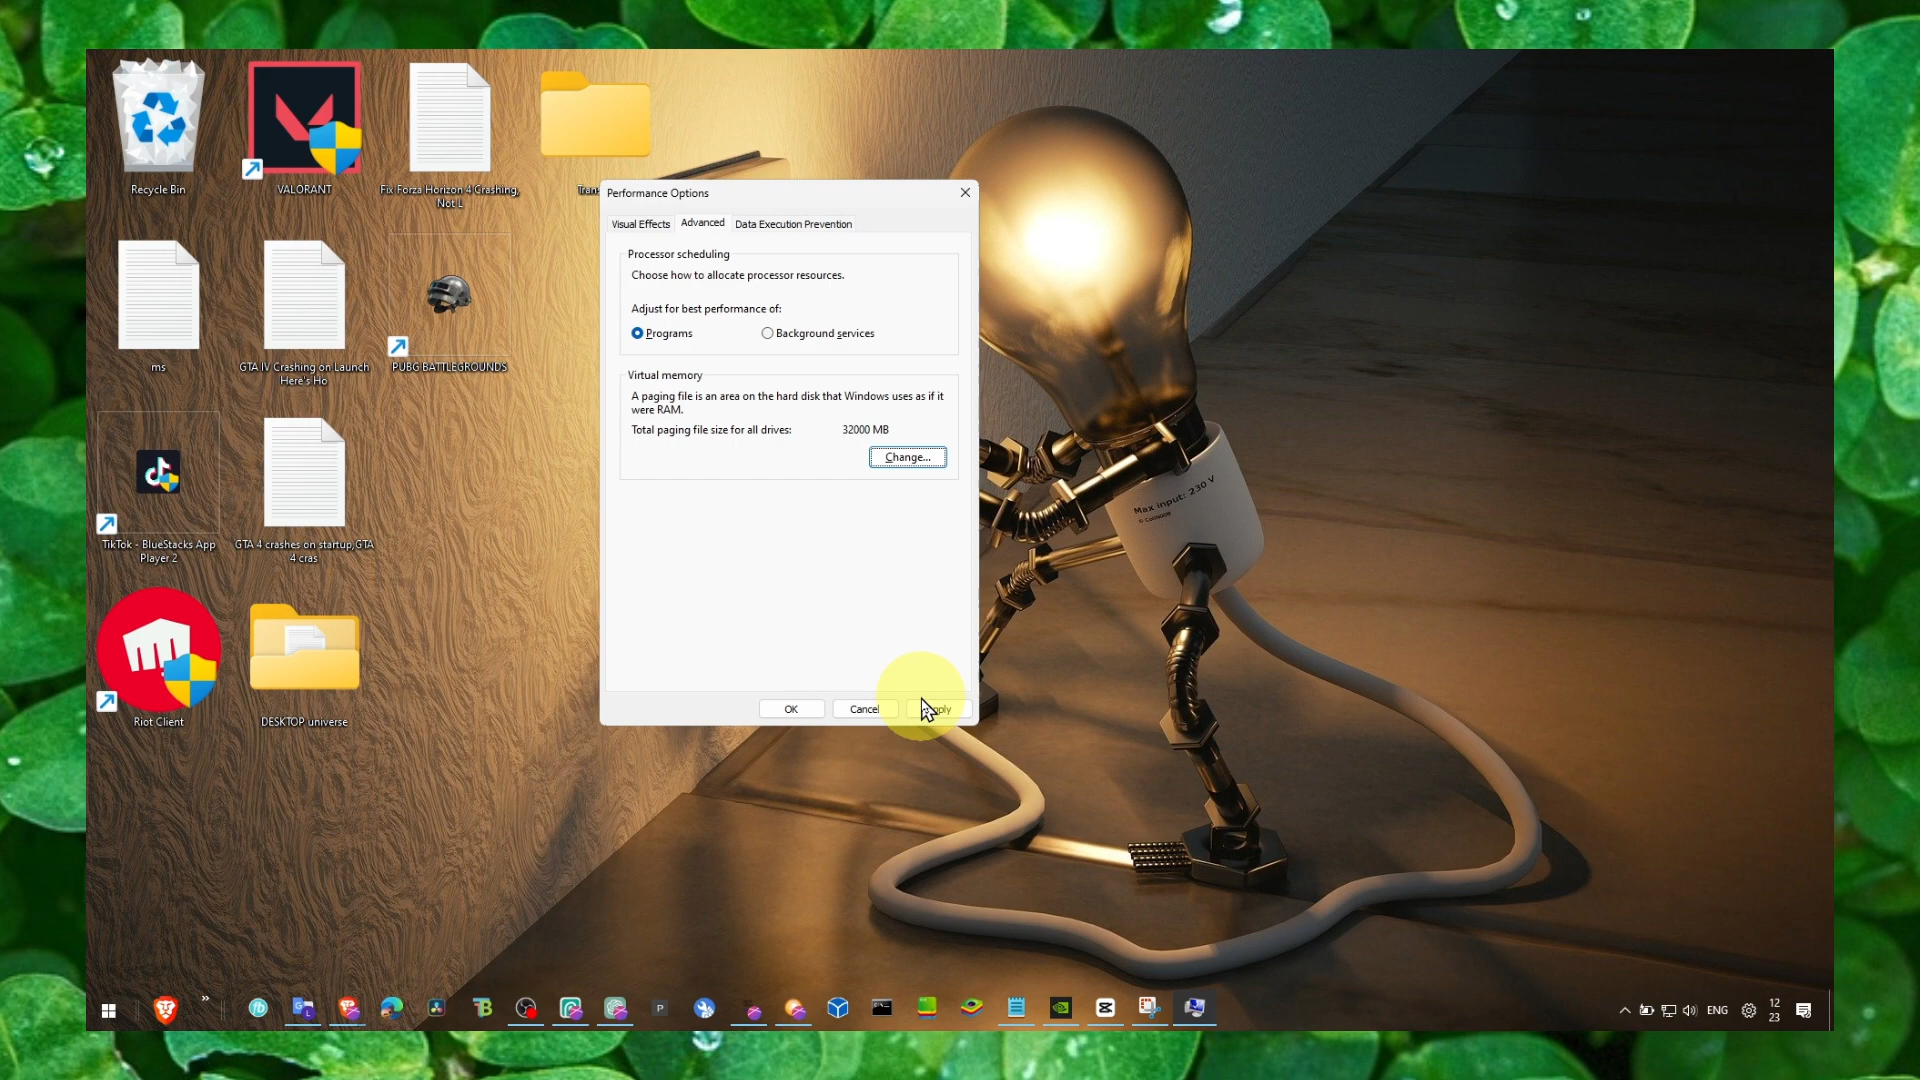 Recycle Bin
VALORANT
Fix Forza Horizon 4 Crashing,
Not L
Tran
ms
GTA IV Crashing on Launch
Here's Ho
PUBG BATTLEGROUNDS
TikTok - BlueStacks App
Player 2
GTA 4 crashes on startup,GTA
4 cras
Riot Client
DESKTOP universe
Performance Options
Visual Effects
Advanced
Data Execution Prevention
Processor scheduling
Choose how to allocate processor resources.
Adjust for best performance of:
Programs
Background services
Virtual memory
A paging file is an area on the hard disk that Windows uses as if it
were RAM.
Total paging file size for all drives: 32000 MB
Change...
OK
Cancel
Max input: 230 V
ENG
12
23